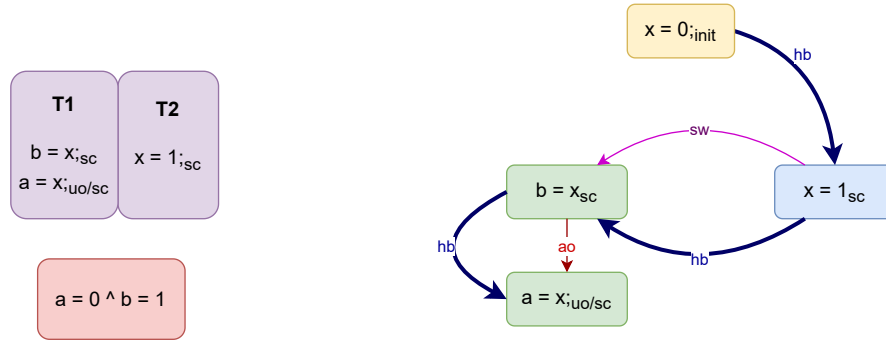 T1
b = x;sc
a = x;uo/sc
T2
x = 1;sc
a = 0 ^ b = 1
x = 0;init
hb
sw
b = xsc
x = 1sc
hb
ao
hb
a = x;uo/sc